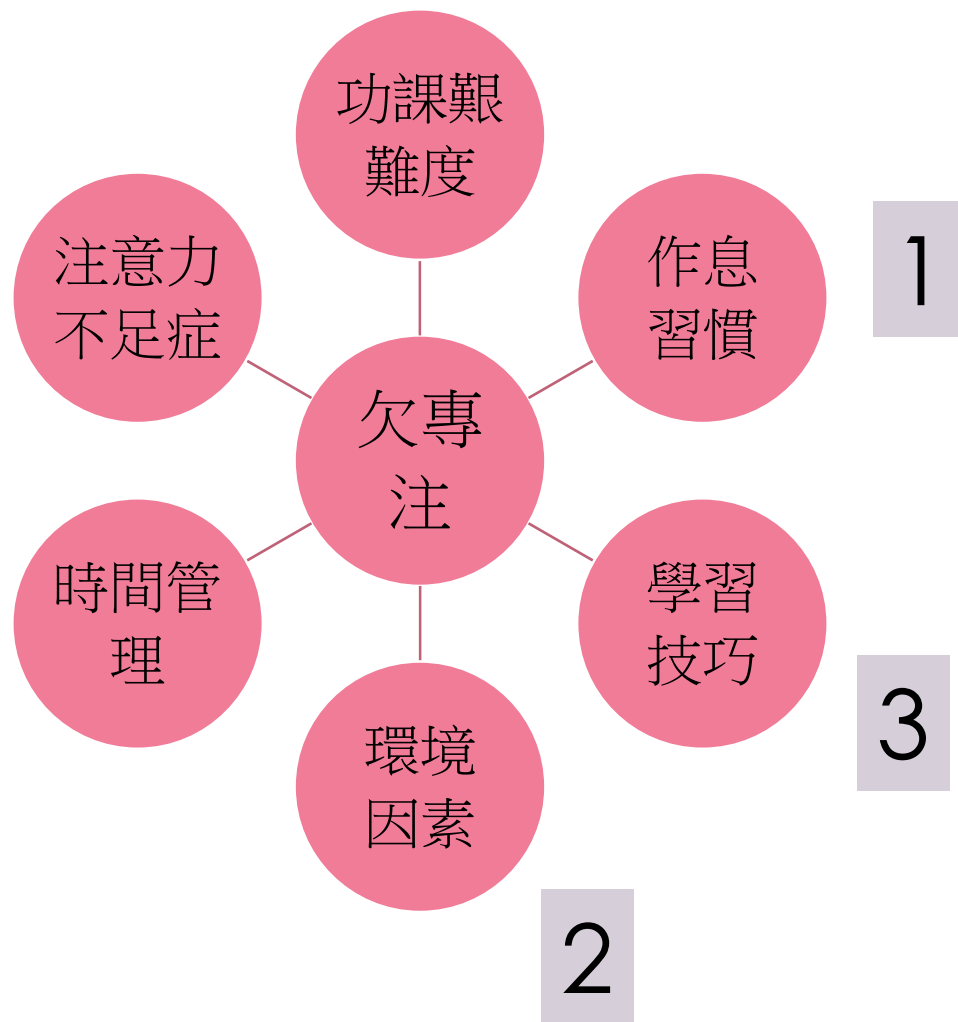 功課艱
難度
作息
習慣
1
學習
技巧
3
環境
因素
2
時間管
理
注意力
不足症
欠專
注